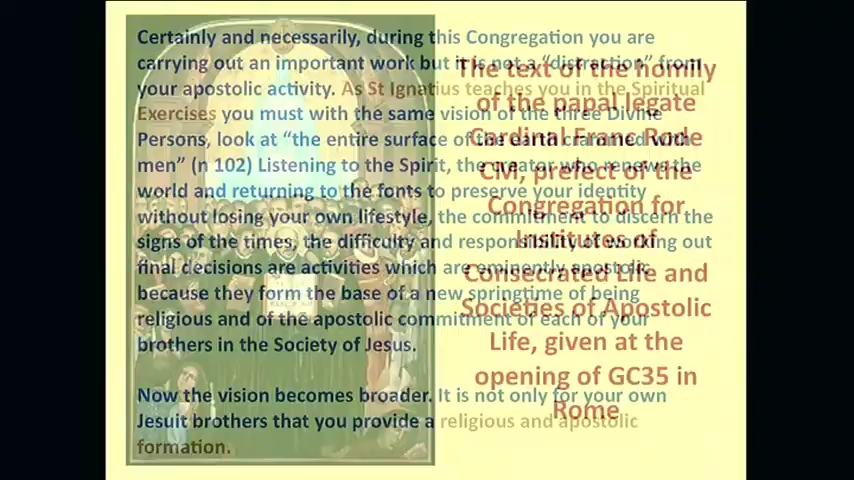 Certainly and necessarily, during this Congregation you are
carrying out an important work but it is not a “distraction” from
your apostolic activity. As St Ignatius teaches you in the Spiritual
Exercises you must with the same vision of the three Divine
Persons, look at “the entire surface of the earth crammed with
men” (n 102) Listening to the Spirit, the creator who renews the
world and returning to the fonts to preserve your identity
without losing your own lifestyle, the commitment to discern the
signs of the times, the difficulty and responsibility of working out
final decisions are activities which are eminently apostolic
because they form the base of a new springtime of being
religious and of the apostolic commitment of each of your
brothers in the Society of Jesus.
Now the vision becomes broader. It is not only for your own
Jesuit brothers that you provide a religious and apostolic
formation.
The text of the homily
of the papal legate
Cardinal Franc Rode
CM, prefect of the
Congregation for
Institutes of
Consecrated Life and
Societies of Apostolic
Life, given at the
opening of GC35 in
Rome